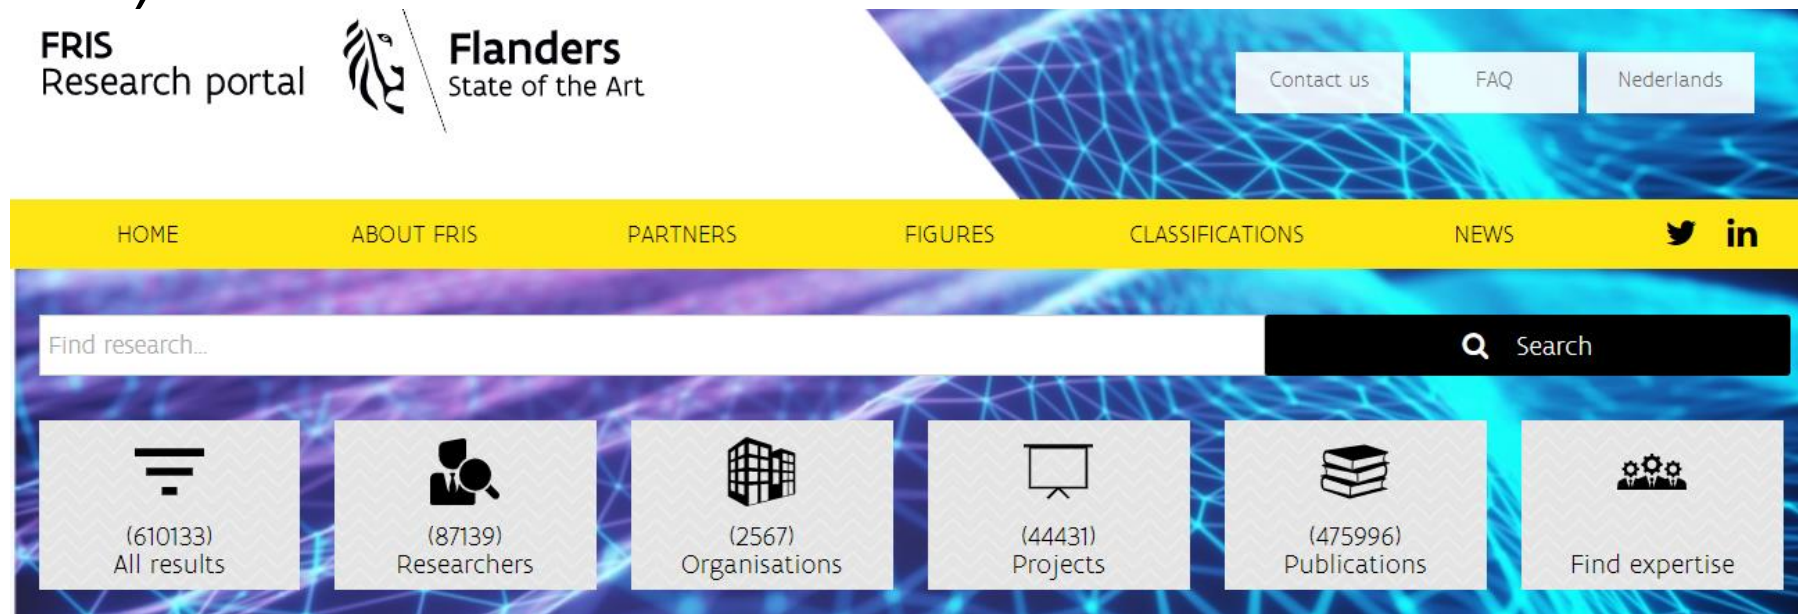 FRIS
Research portal
Flanders
State of the Art
Contact us
FAQ
Nederlands
HOME
ABOUT FRIS
PARTNERS
FIGURES
CLASSIFICATIONS
NEWS
in
Find research...
Search
(610133)
All results
(87139)
Researchers
(2567)
Organisations
(44431)
Projects
(475996)
Publications
Find expertise